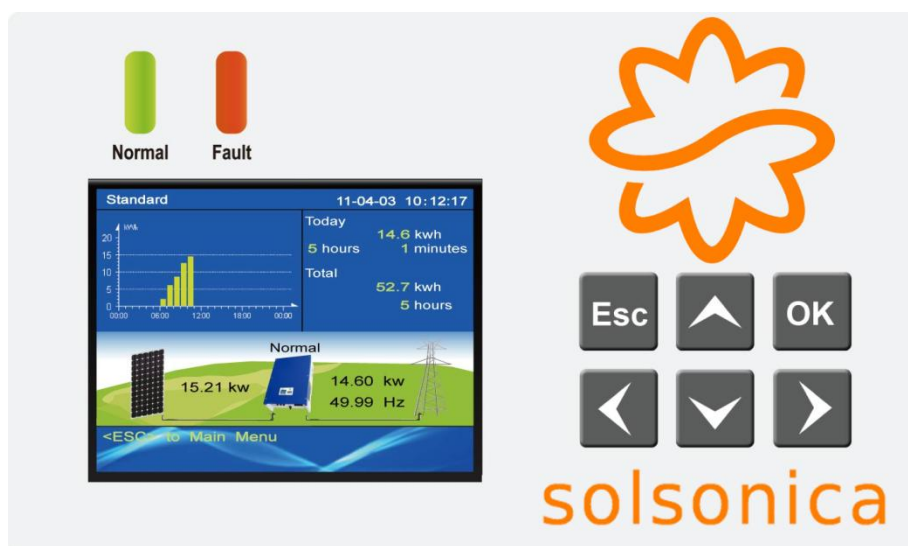 Normal Fault
Standard 11-04-03 10:12:17
Today
14.6 kwh
5 hours 1 minutes
Total
52.7 kwh
5 hours
20
15
10
5
0
00:00 06:00 12:00 18:00 00:00
Normal
15.21 kw
14.60 kw
49.99 Hz
<ESC> to Main Menu
Esc OK
solsonica